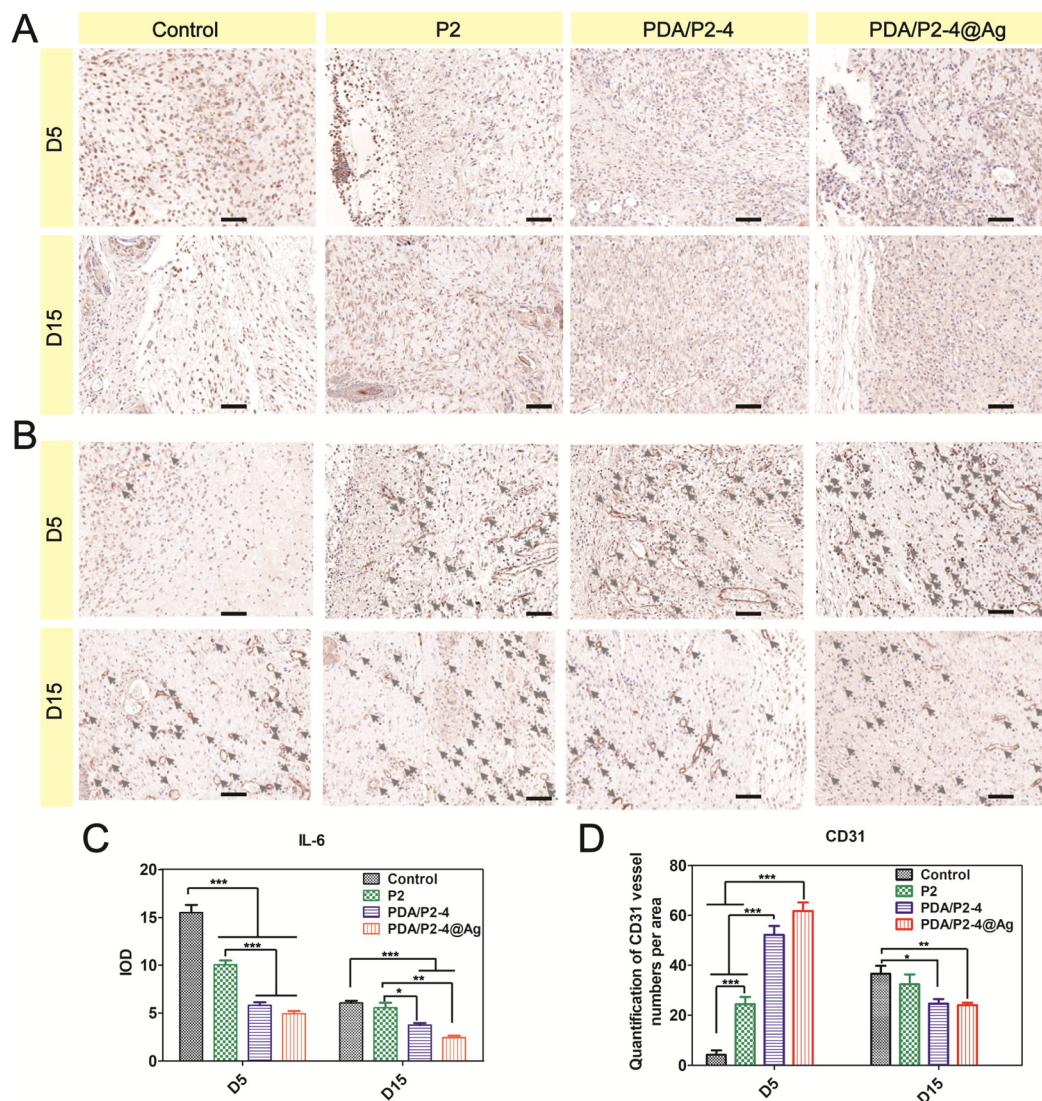 A
Control P2 PDA/P2-4 PDA/P2-4@Ag
D5
D15
B
D5
D15
C
IL-6
IOD
20
15
10
5
0
***
***
***
**
*
Control
P2
PDA/P2-4
PDA/P2-4@Ag
D5 D15
D
CD31
Quantification of CD31 vessel
numbers per area
80
60
40
20
0
***
***
***
**
*
Control
P2
PDA/P2-4
PDA/P2-4@Ag
D5 D15